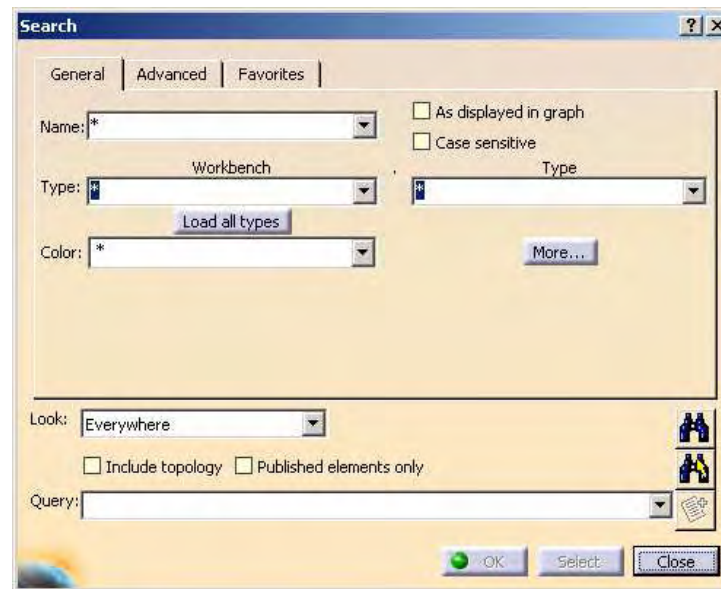 Search
General Advanced Favorites
Name: * As displayed in graph
Case sensitive
Workbench , Type
Type: * *
Load all types
Color: * More...
Look: Everywhere
Include topology Published elements only
Query:
OK Select Close